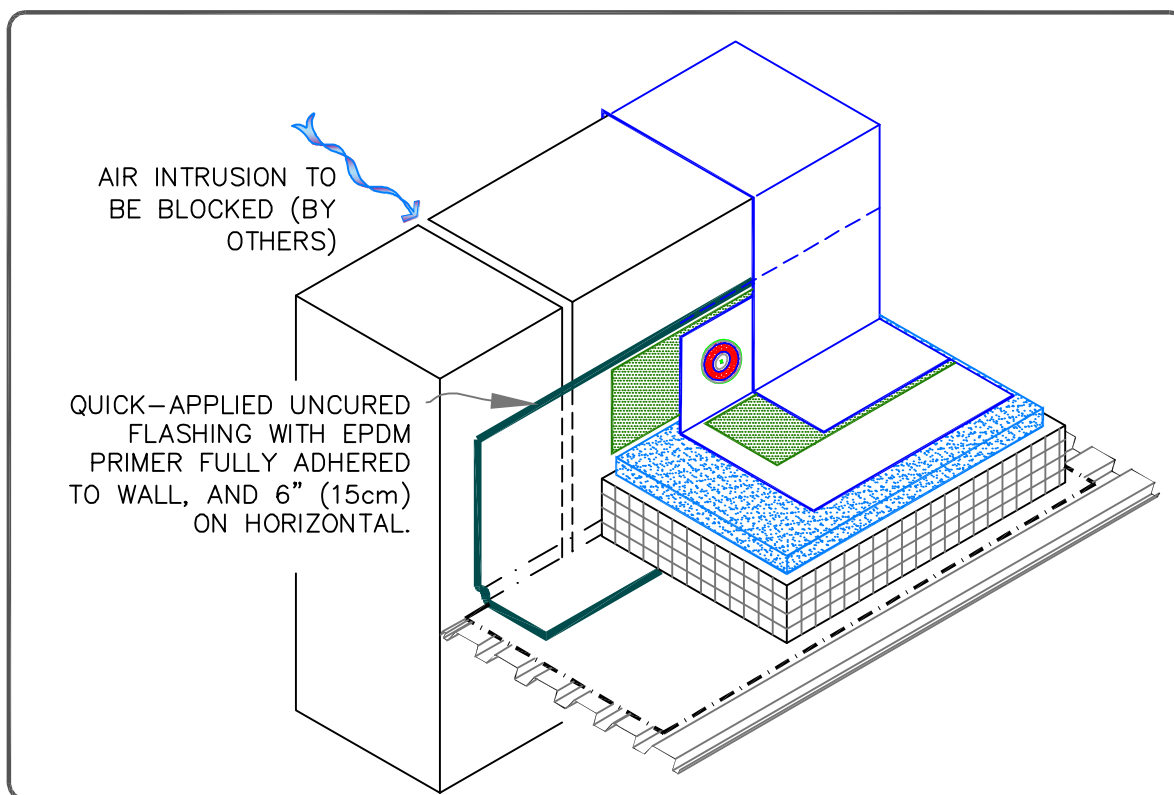 AIR INTRUSION TO
BE BLOCKED (BY
OTHERS)
QUICK–APPLIED UNCURED
FLASHING WITH EPDM
PRIMER FULLY ADHERED
TO WALL, AND 6” (15cm)
ON HORIZONTAL.